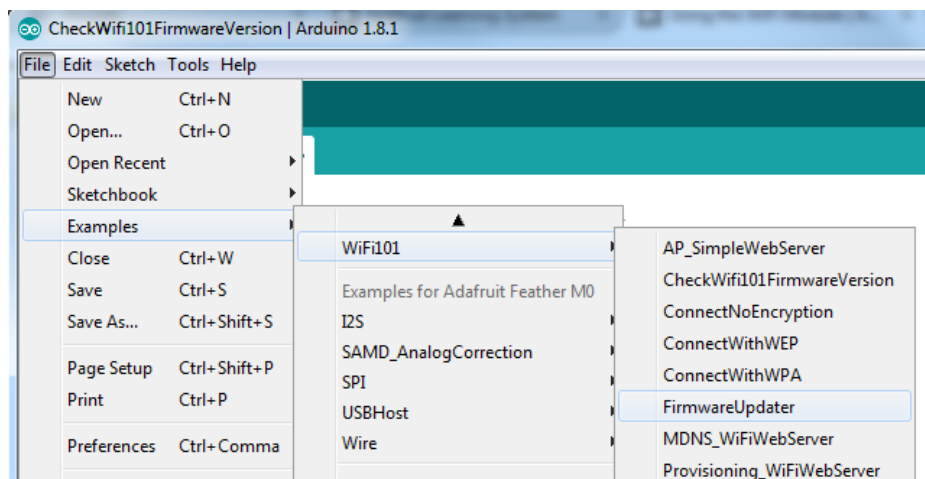 CheckWifi101FirmwareVersion | Arduino 1.8.1
File Edit Sketch Tools Help
New Ctrl+N
Open... Ctrl+O
Open Recent
Sketchbook
Examples
Close Ctrl+W
Save Ctrl+S
Save As... Ctrl+Shift+S
Page Setup Ctrl+Shift+P
Print Ctrl+P
Preferences Ctrl+Comma
WiFi101
Examples for Adafruit Feather M0
I2S
SAMD_AnalogCorrection
SPI
USBHost
Wire
AP_SimpleWebServer
CheckWifi101FirmwareVersion
ConnectNoEncryption
ConnectWithWEP
ConnectWithWPA
FirmwareUpdater
MDNS_WiFiWebServer
Provisioning_WiFiWebServer